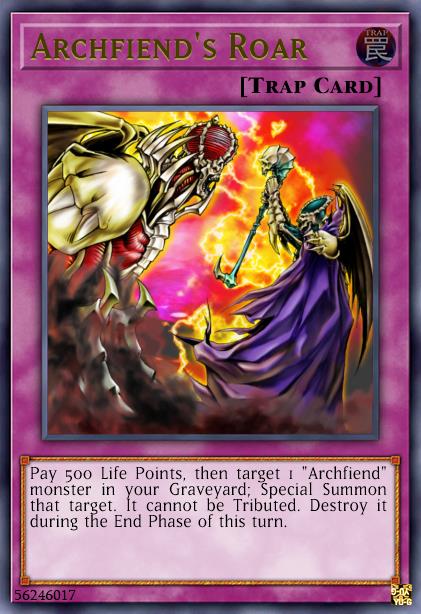 Archfiend's Roar
TRAP
罠
[Trap Card]
Pay 500 Life Points, then target 1 "Archfiend"
monster in your Graveyard; Special Summon
that target. It cannot be Tributed. Destroy it
during the End Phase of this turn.
56246017